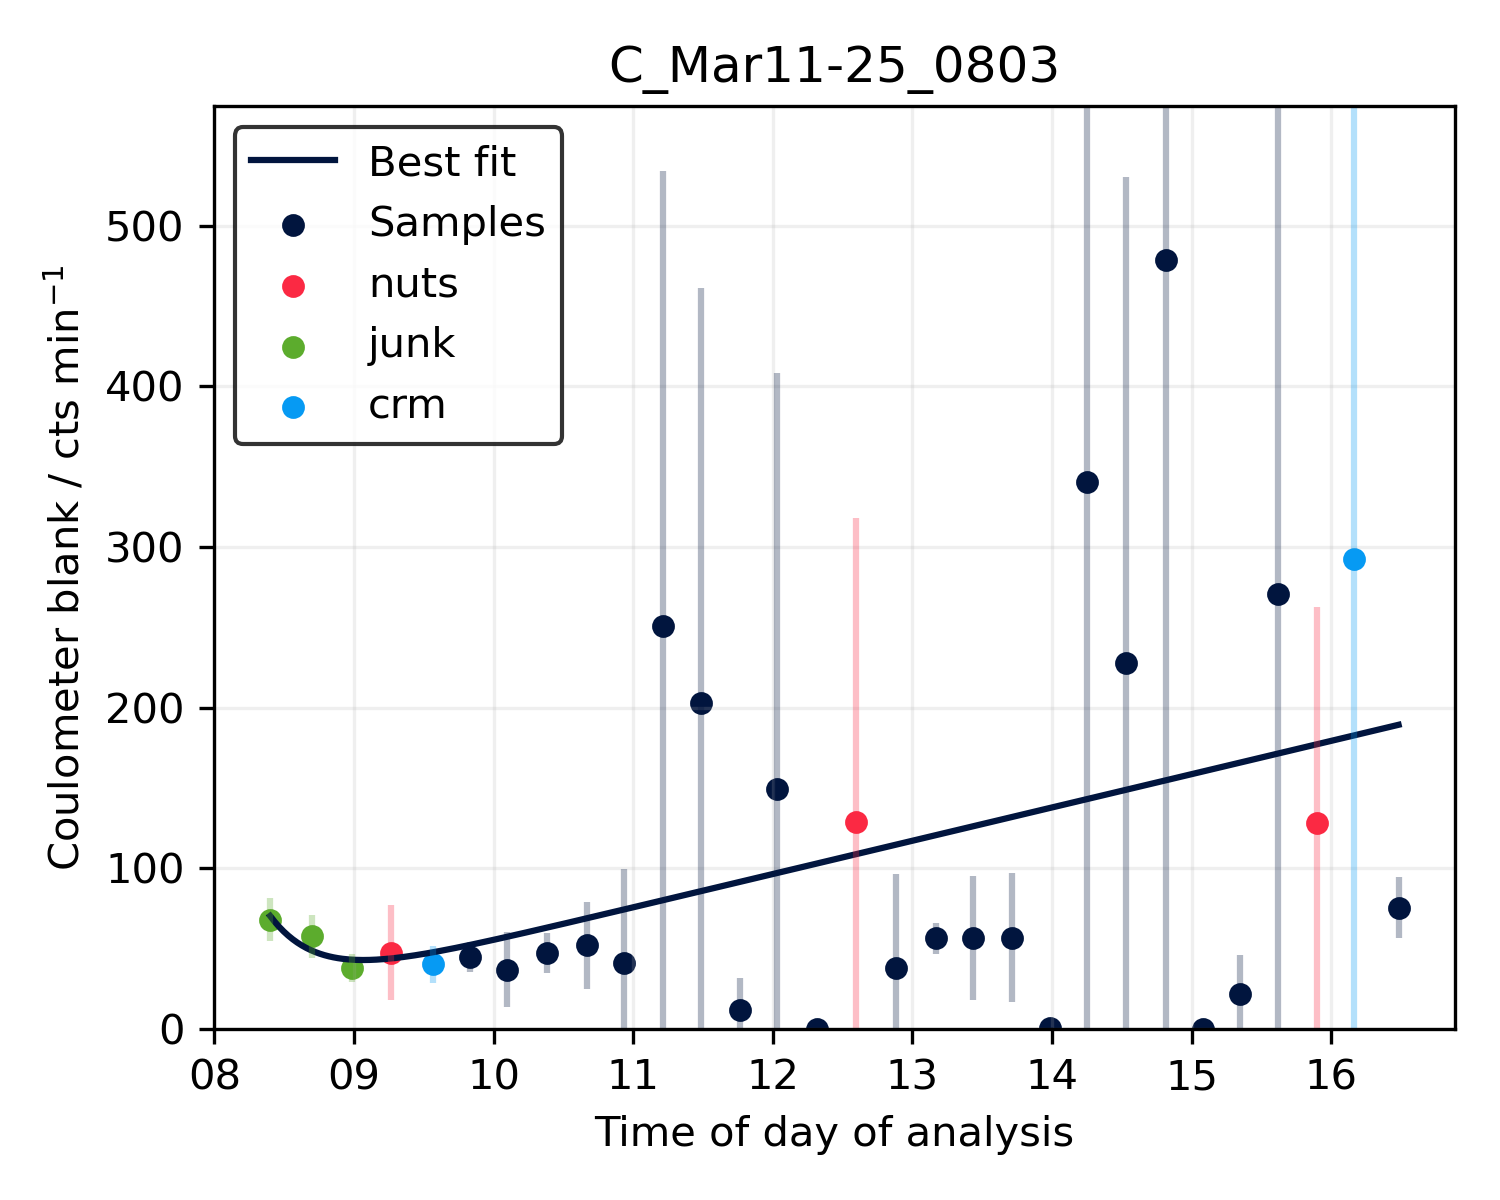 C_Mar11-25_0803
Best fit
Samples
nuts
junk
crm
Coulometer blank / cts min⁻¹
500
400
300
200
100
0
08 09 10 11 12 13 14 15 16
Time of day of analysis